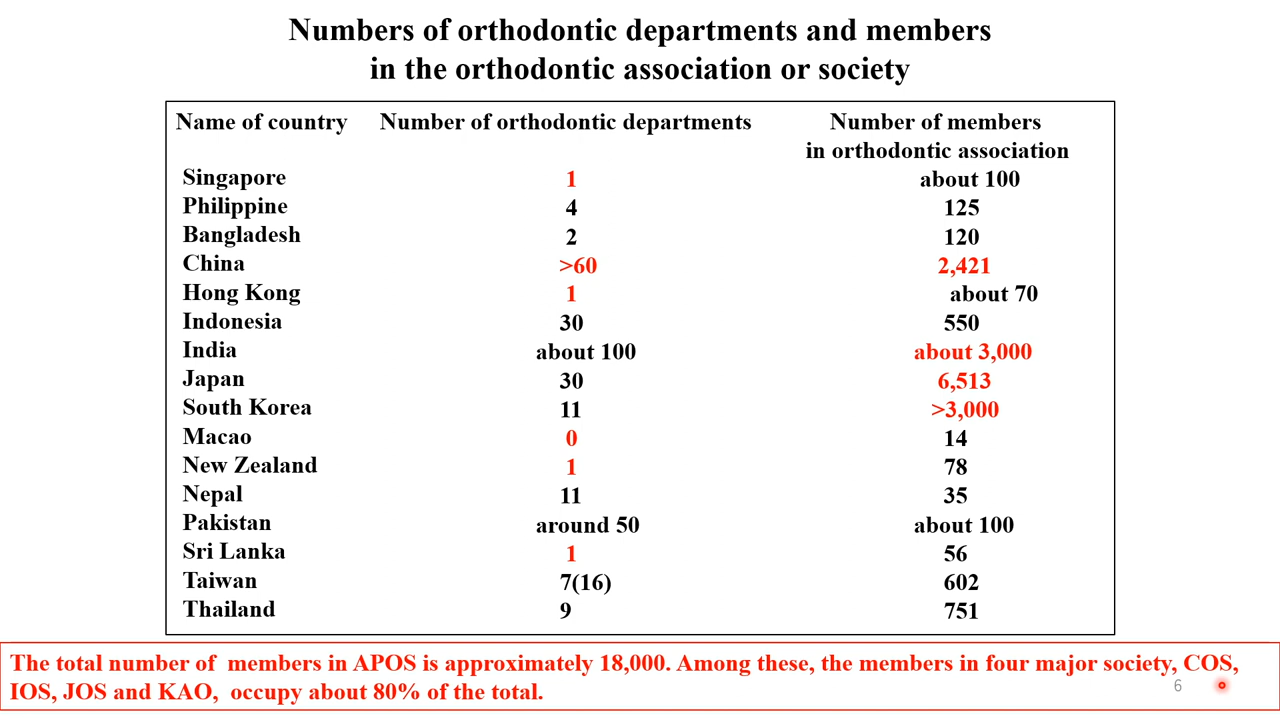 Numbers of orthodontic departments and members
in the orthodontic association or society
Name of country Number of orthodontic departments Number of members
in orthodontic association
Singapore 1 about 100
Philippine 4 125
Bangladesh 2 120
China >60 2,421
Hong Kong 1 about 70
Indonesia 30 550
India about 100 about 3,000
Japan 30 6,513
South Korea 11 >3,000
Macao 0 14
New Zealand 1 78
Nepal 11 35
Pakistan around 50 about 100
Sri Lanka 1 56
Taiwan 7(16) 602
Thailand 9 751
The total number of members in APOS is approximately 18,000. Among these, the members in four major society, COS,
IOS, JOS and KAO, occupy about 80% of the total.
6